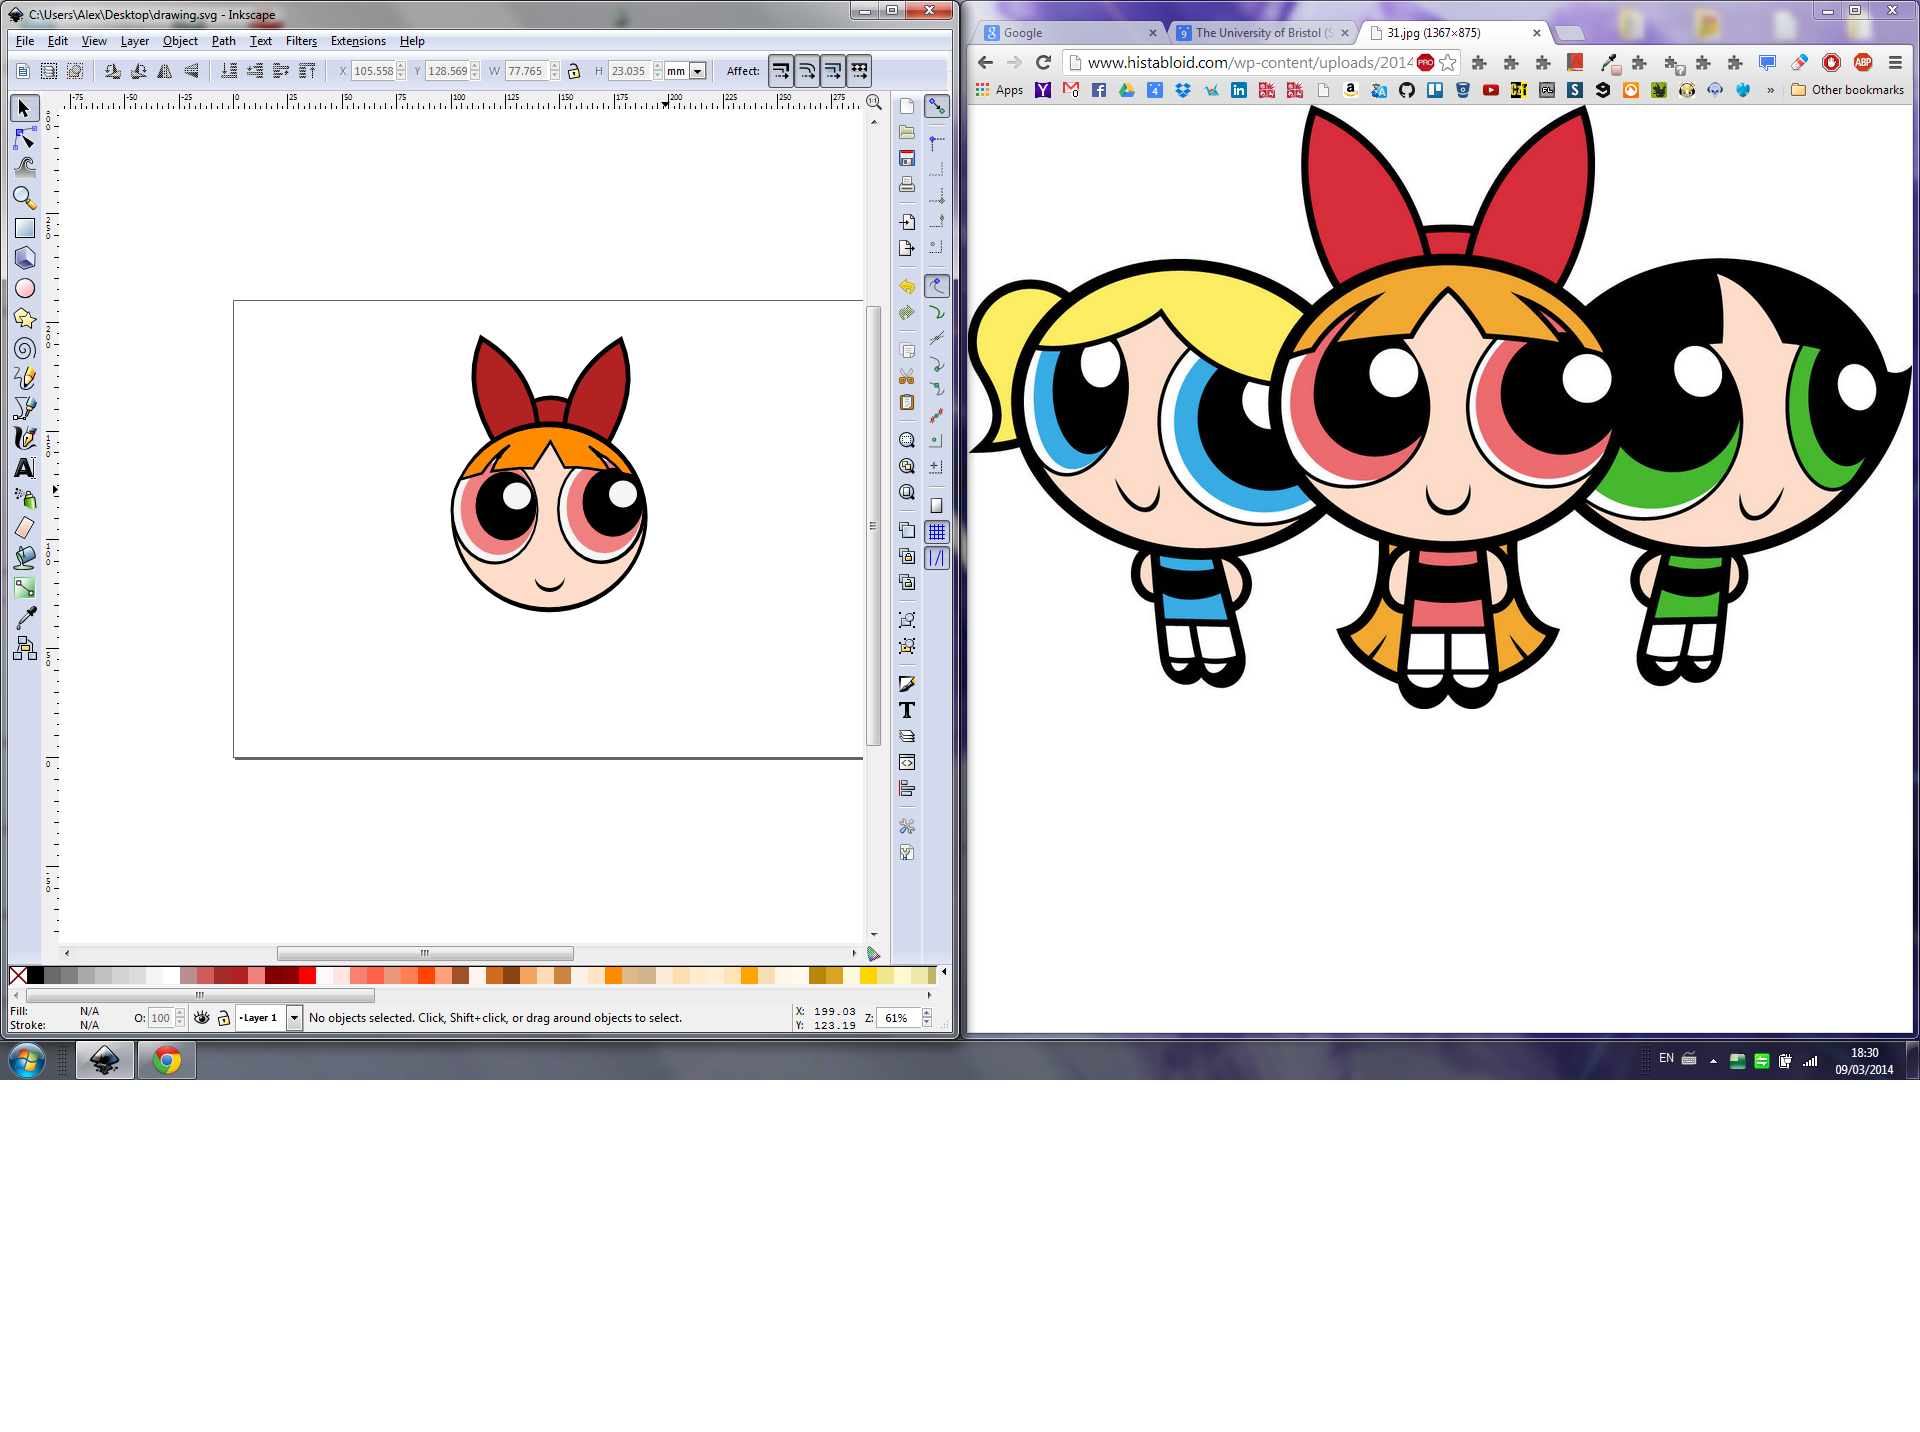 C:\Users\Alex\Desktop\drawing.svg - Inkscape
File Edit View Layer Object Path Text Filters Extensions Help
X 105.558 Y 128.569 W 77.765 H 23.035 mm Affect:
-75 -50 -25 0 25 50 75 100 125 150 175 200 225 250 275
Fill: N/A
Stroke: N/A
O: 100
Layer 1
No objects selected. Click, Shift+click, or drag around objects to select.
X: 199.03
Y: 123.19
Z: 61%
Google
The University of Bristol (S
31.jpg (1367×875)
www.histabloid.com/wp-content/uploads/2014
PRO
ABP
Apps
Other bookmarks
EN
18:30
09/03/2014